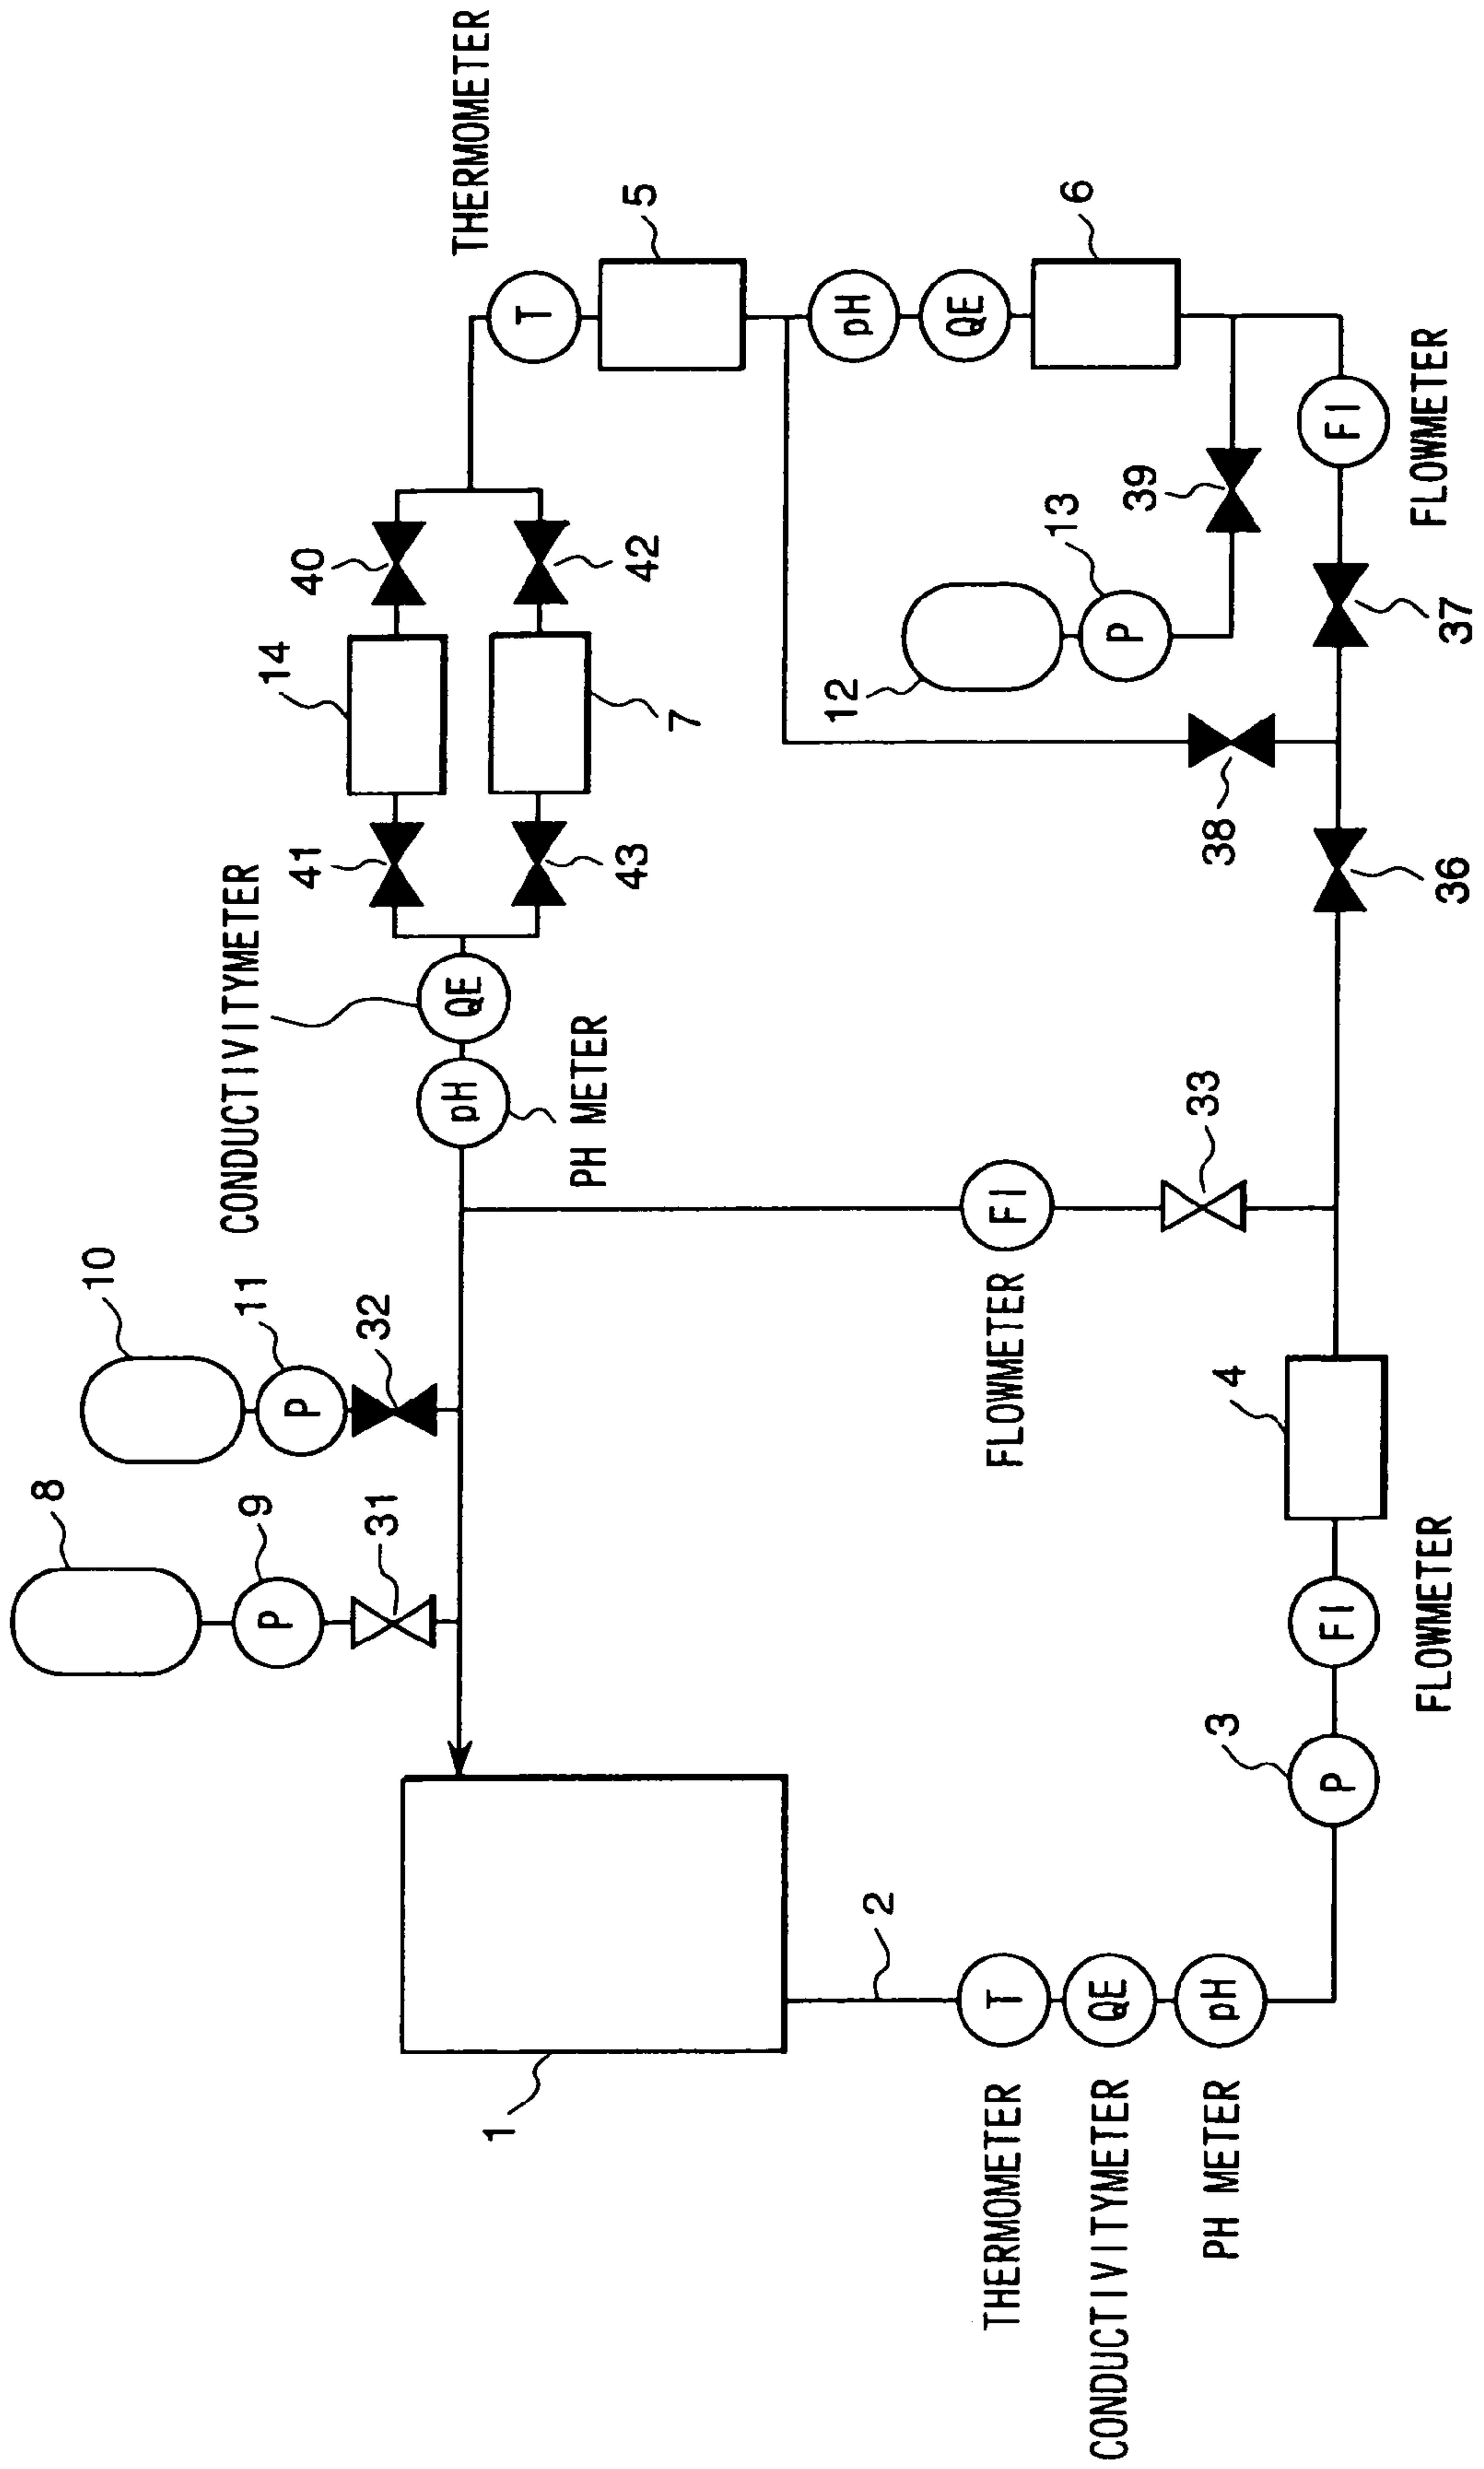 THERMOMETER
T
5
40
42
14
7
41
43
CONDUCTIVITYMETER
QE
pH
PH METER
pH
QE
6
39
13
P
12
FI
FLOWMETER
37
38
36
10
11
P
32
8
9
P
31
FI
FLOWMETER
33
4
FI
FLOWMETER
3
P
1
2
T
QE
pH
THERMOMETER
CONDUCTIVITYMETER
PH METER